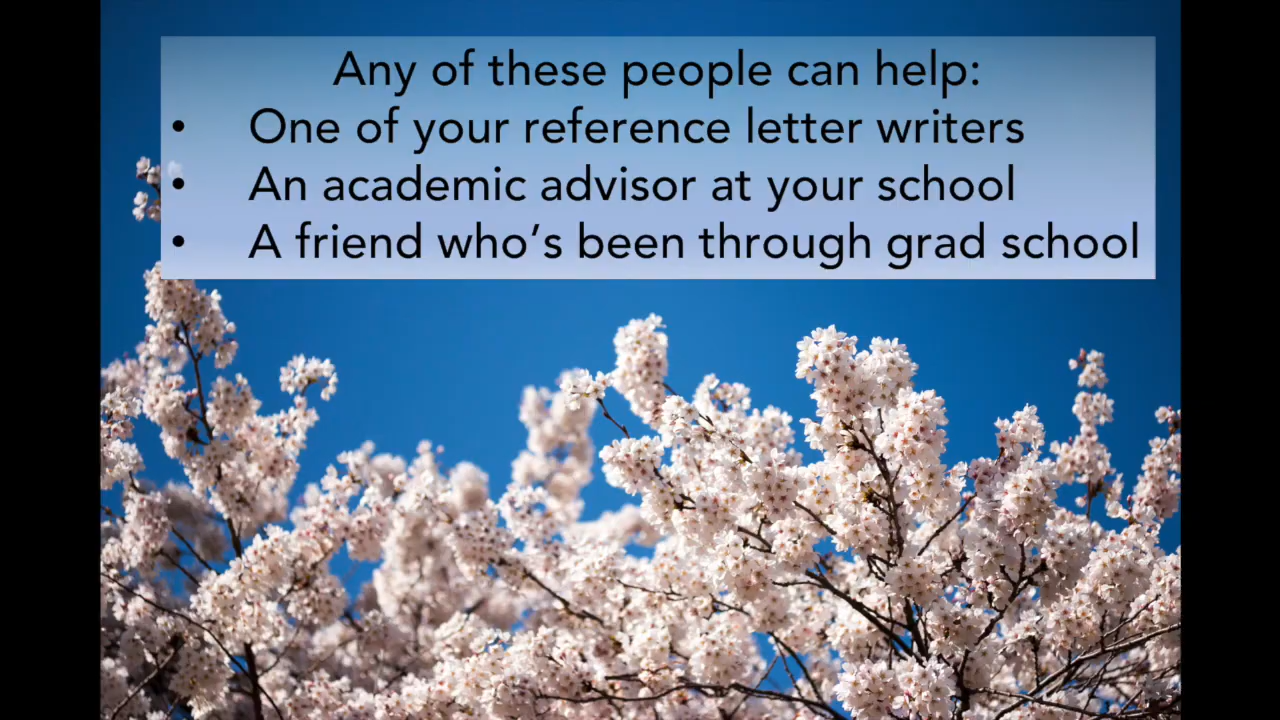 Any of these people can help:
• One of your reference letter writers
• An academic advisor at your school
• A friend who’s been through grad school